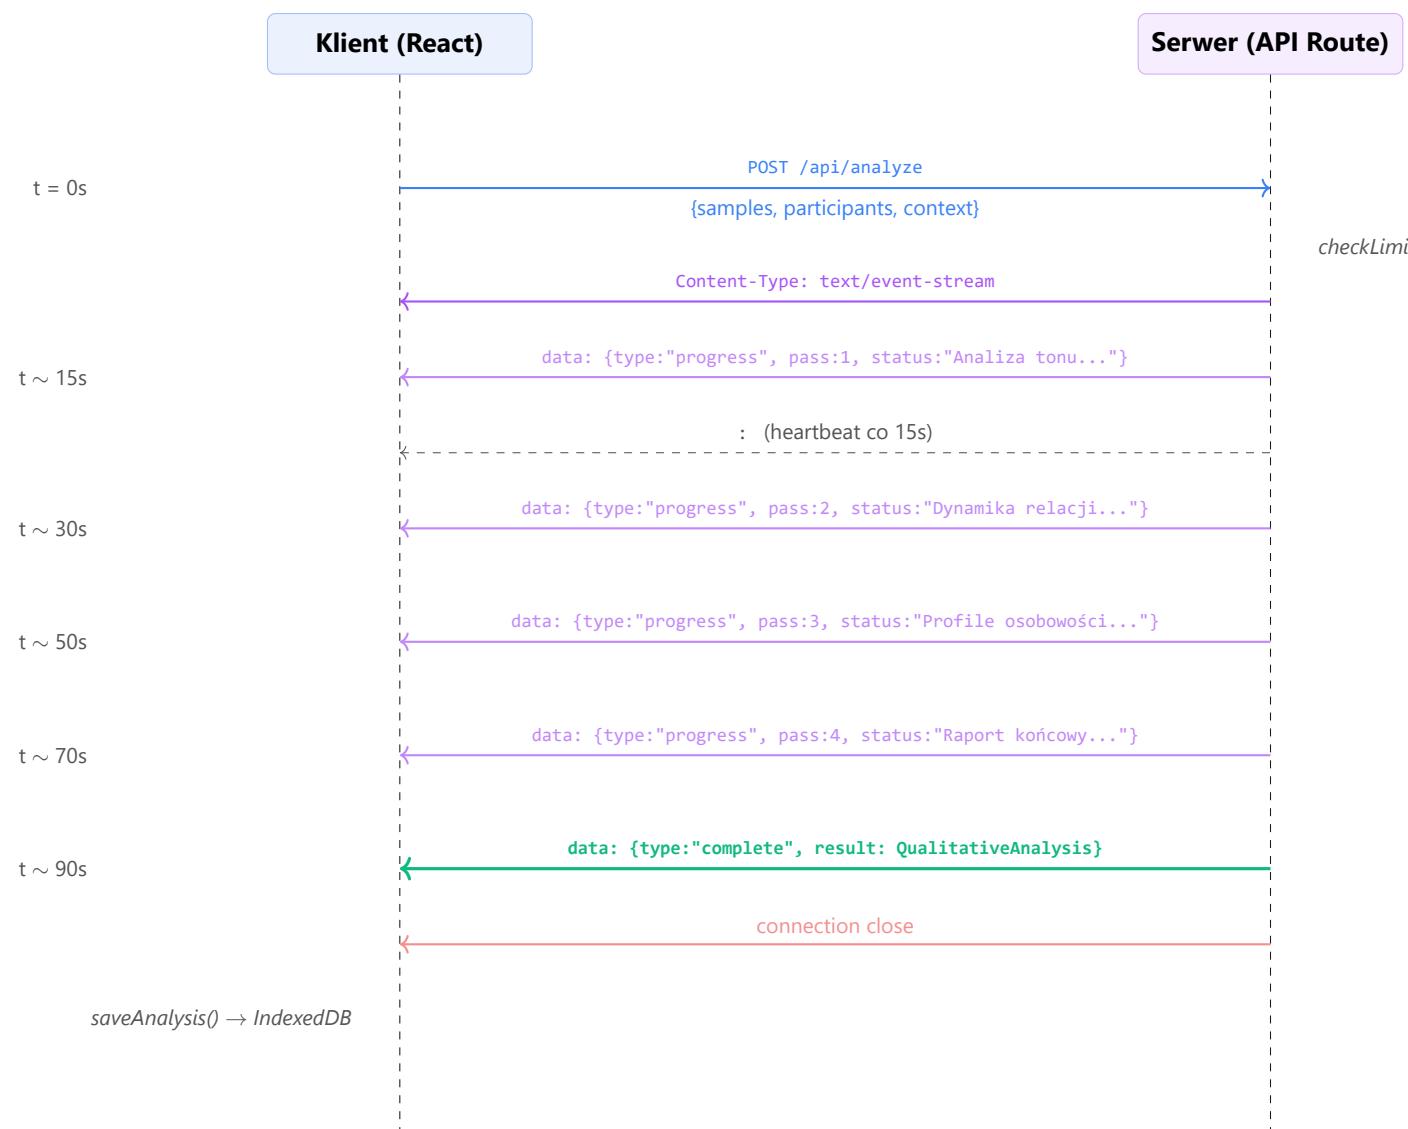 Klient (React)
Serwer (API Route)
POST /api/analyze
t = 0s
{samples, participants, context}
checkLimi
Content-Type: text/event-stream
data: {type:"progress", pass:1, status:"Analiza tonu..."}
t ∼ 15s
: (heartbeat co 15s)
data: {type:"progress", pass:2, status:"Dynamika relacji..."}
t ∼ 30s
data: {type:"progress", pass:3, status:"Profile osobowości..."}
t ∼ 50s
data: {type:"progress", pass:4, status:"Raport końcowy..."}
t ∼ 70s
data: {type:"complete", result: QualitativeAnalysis}
t ∼ 90s
connection close
saveAnalysis() → IndexedDB